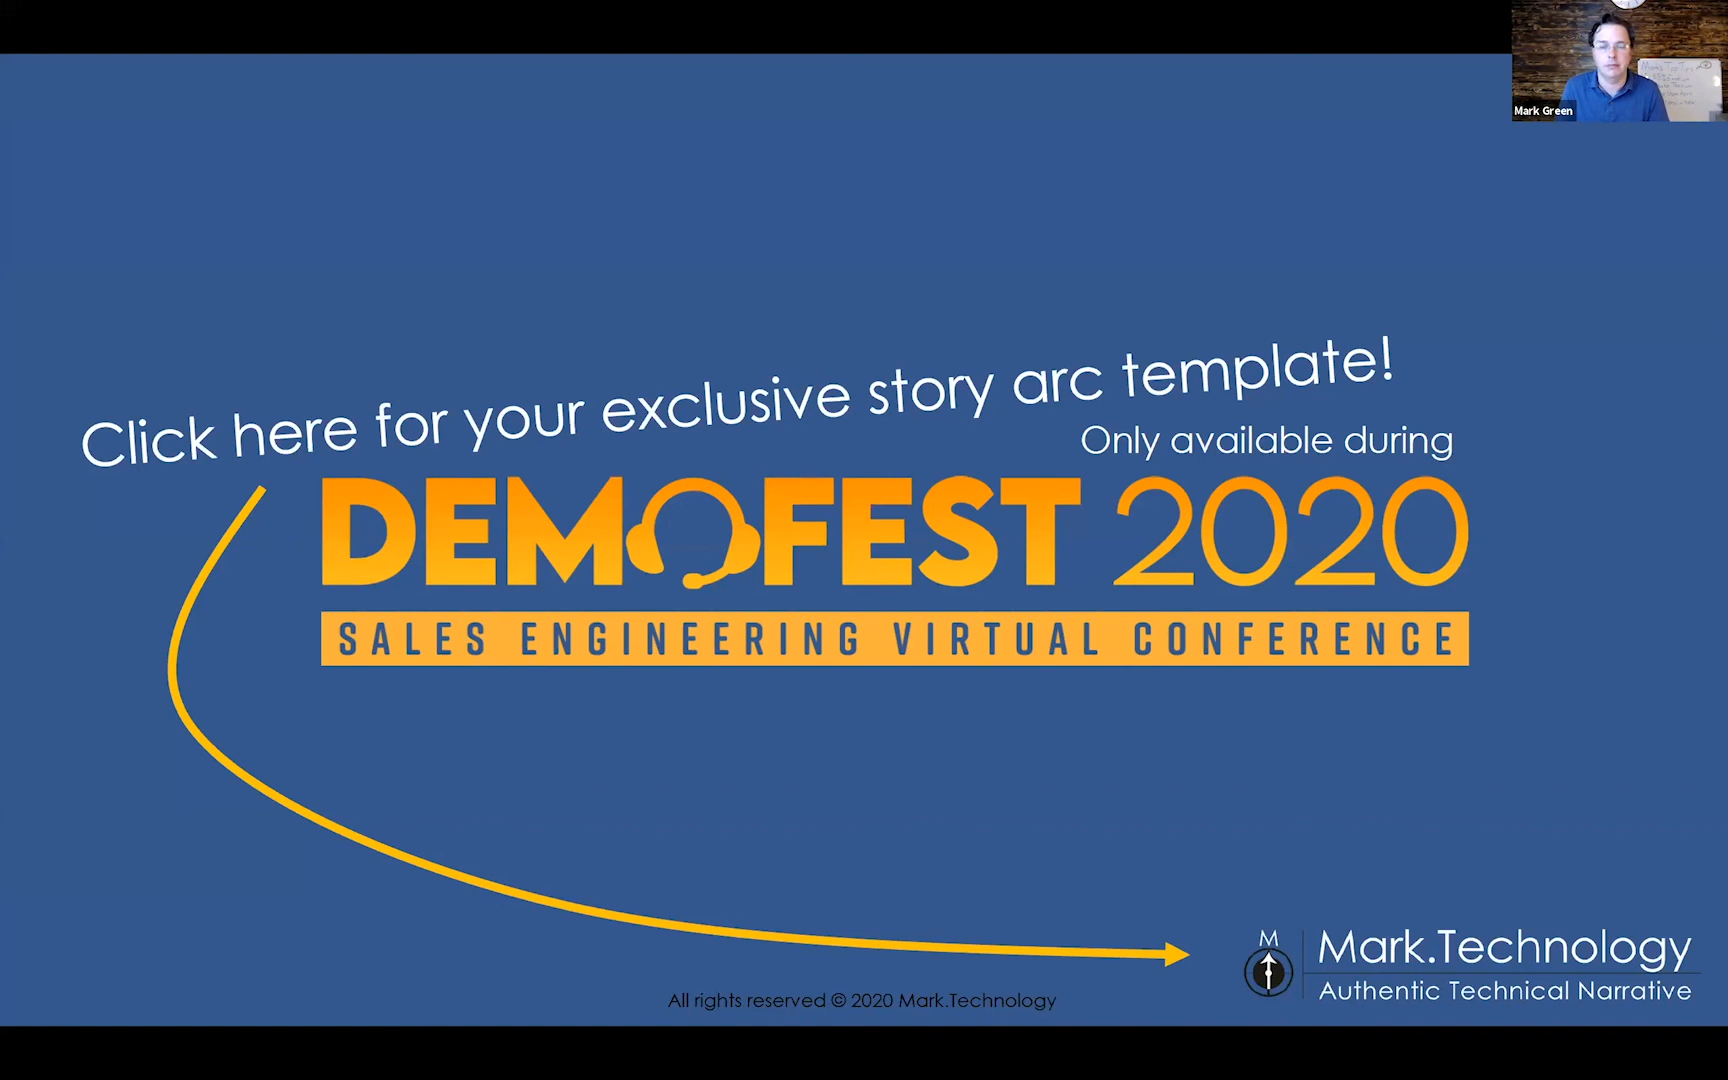 Mark Green
Click here for your exclusive story arc template!
Only available during
DEMOFEST 2020
SALES ENGINEERING VIRTUAL CONFERENCE
M
Mark.Technology
Authentic Technical Narrative
All rights reserved © 2020 Mark.Technology